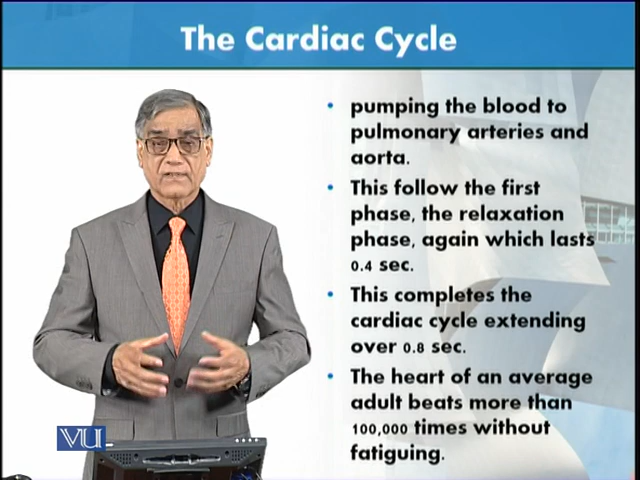 The Cardiac Cycle
• pumping the blood to
pulmonary arteries and
aorta.
• This follow the first
phase, the relaxation
phase, again which lasts
0.4 sec.
• This completes the
cardiac cycle extending
over 0.8 sec.
• The heart of an average
adult beats more than
100,000 times without
fatiguing.
VU